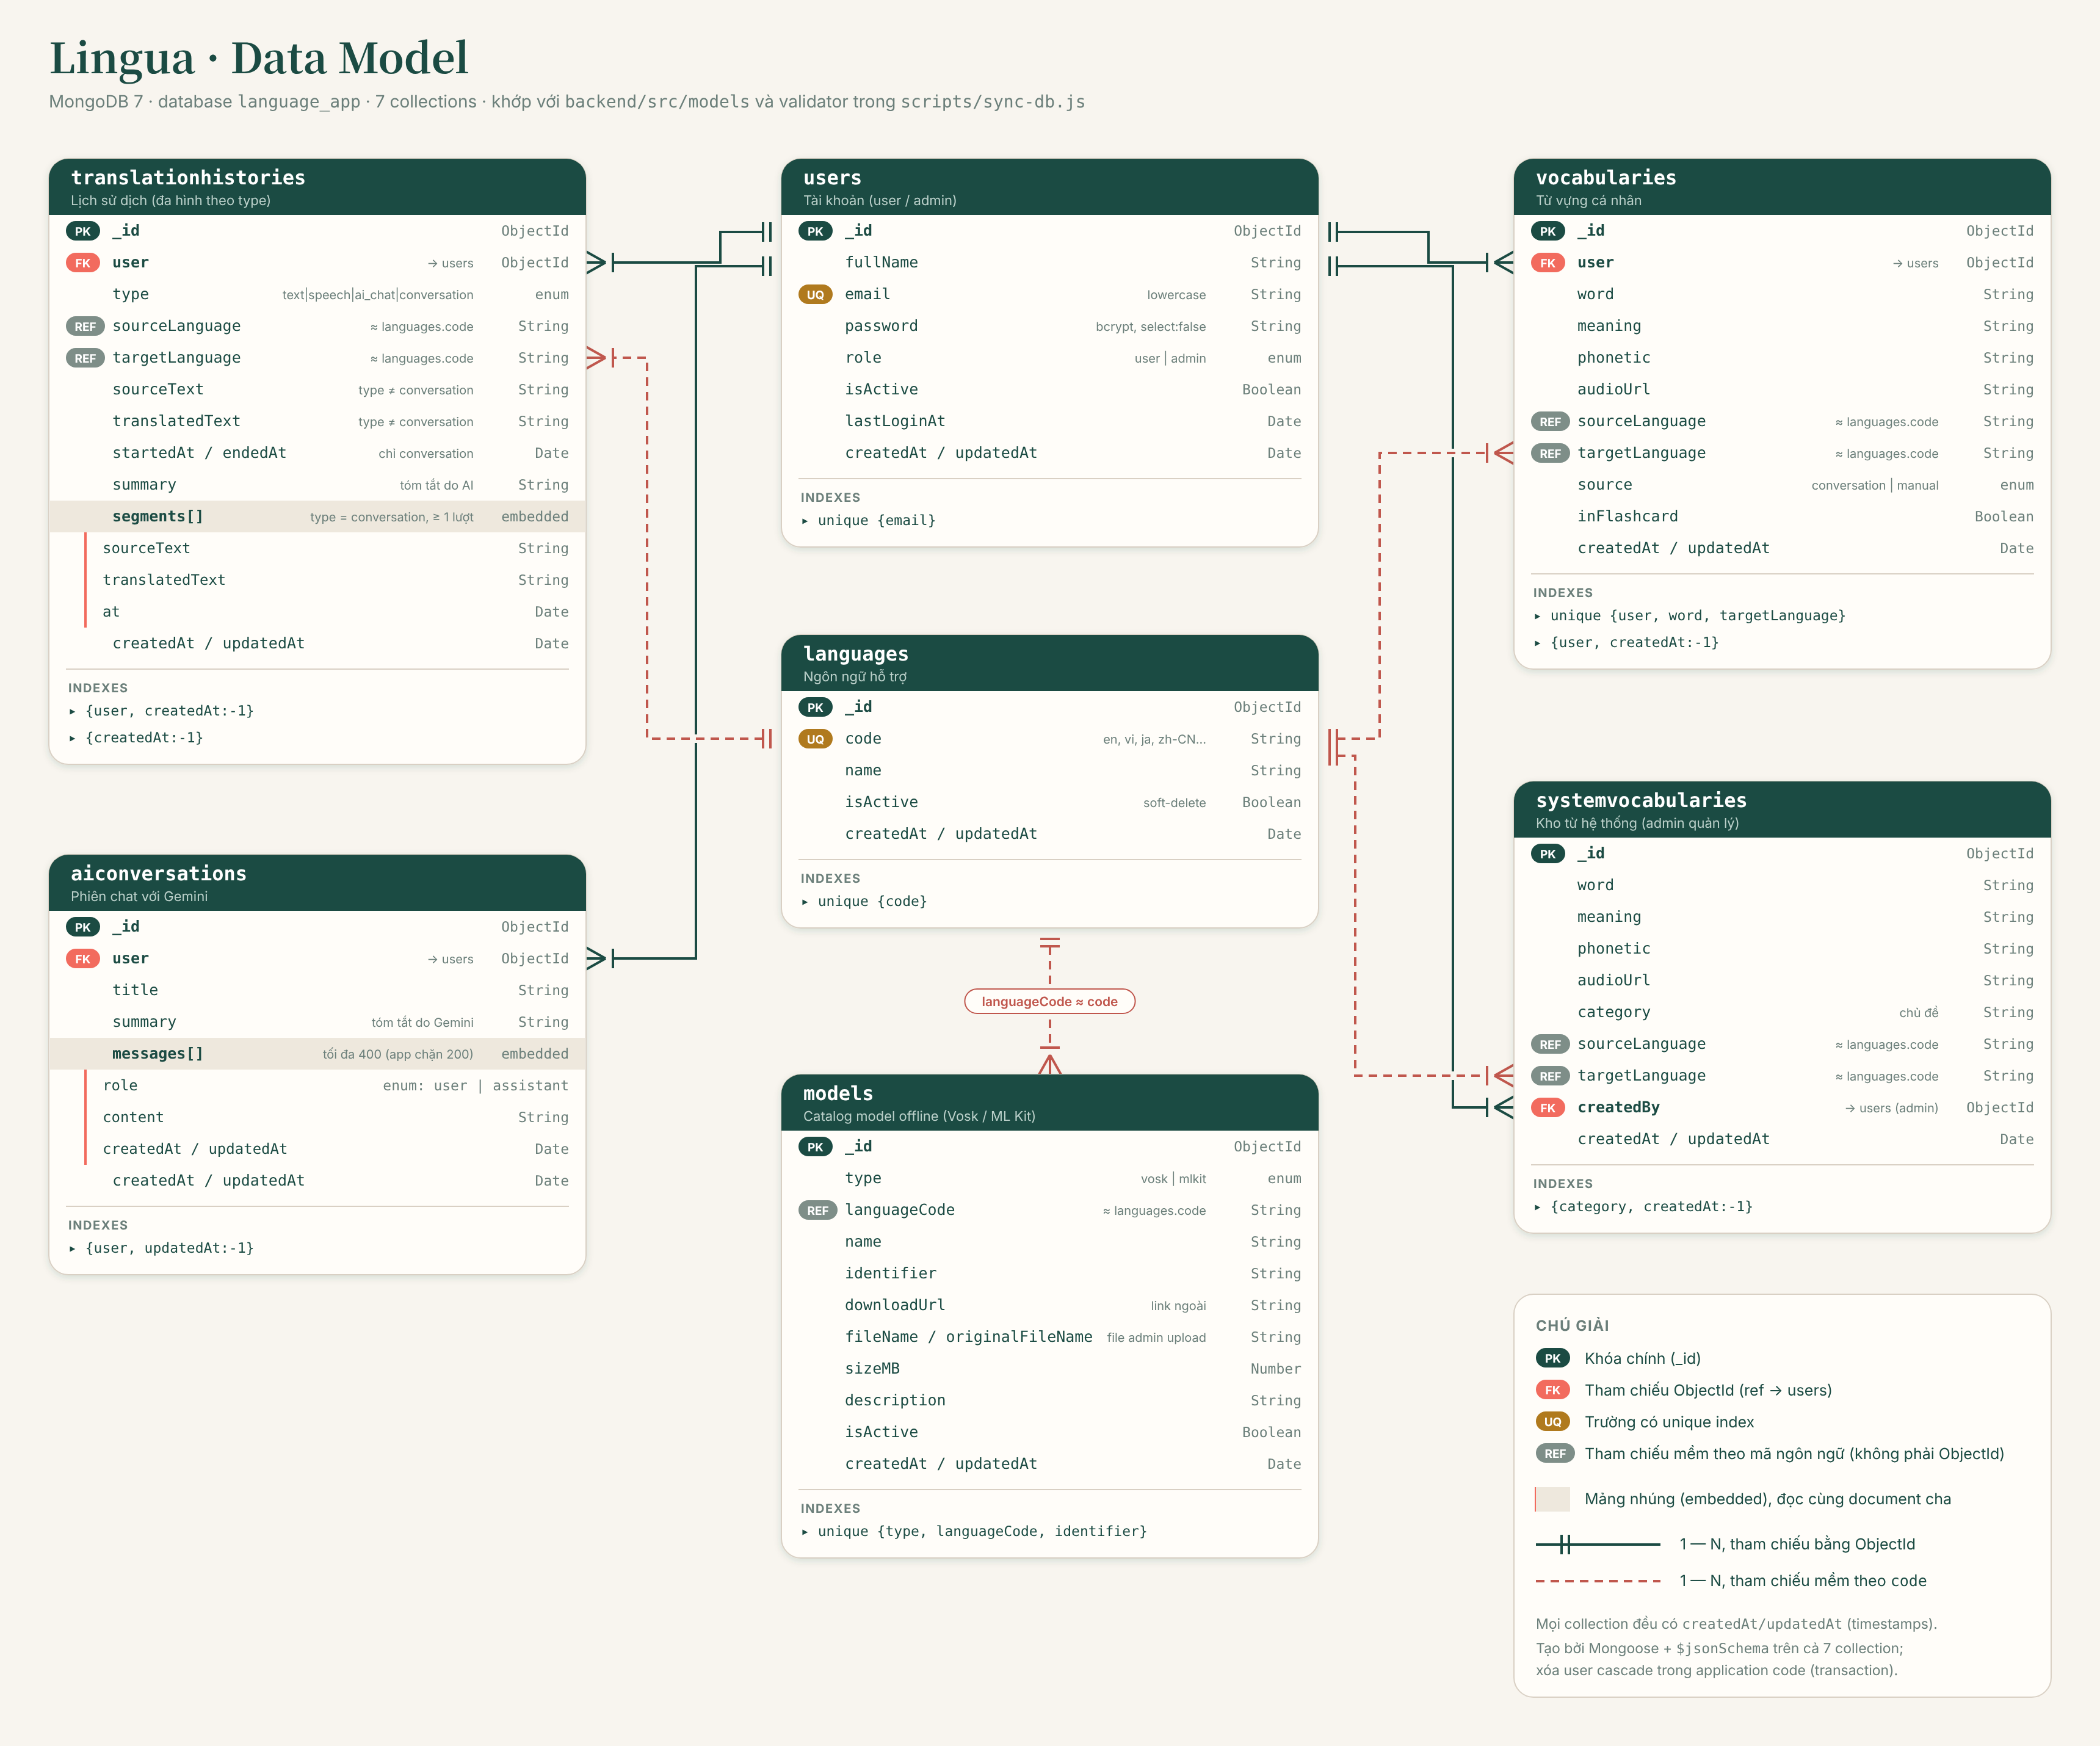 Lingua · Data Model
MongoDB 7 · database language_app · 7 collections · khớp với backend/src/models và validator trong scripts/sync-db.js
translationhistories
Lịch sử dịch (đa hình theo type)
PK _id ObjectId
FK user → users ObjectId
type text|speech|ai_chat|conversation enum
REF sourceLanguage ≈ languages.code String
REF targetLanguage ≈ languages.code String
sourceText type ≠ conversation String
translatedText type ≠ conversation String
startedAt / endedAt chỉ conversation Date
summary tóm tắt do AI String
segments[] type = conversation, ≥ 1 lượt embedded
sourceText String
translatedText String
at Date
createdAt / updatedAt Date
INDEXES
▸ {user, createdAt:-1}
▸ {createdAt:-1}
aiconversations
Phiên chat với Gemini
PK _id ObjectId
FK user → users ObjectId
title String
summary tóm tắt do Gemini String
messages[] tối đa 400 (app chặn 200) embedded
role enum: user | assistant
content String
createdAt / updatedAt Date
createdAt / updatedAt Date
INDEXES
▸ {user, updatedAt:-1}
users
Tài khoản (user / admin)
PK _id ObjectId
fullName String
UQ email lowercase String
password bcrypt, select:false String
role user | admin enum
isActive Boolean
lastLoginAt Date
createdAt / updatedAt Date
INDEXES
▸ unique {email}
languages
Ngôn ngữ hỗ trợ
PK _id ObjectId
UQ code en, vi, ja, zh-CN... String
name String
isActive soft-delete Boolean
createdAt / updatedAt Date
INDEXES
▸ unique {code}
languageCode ≈ code
models
Catalog model offline (Vosk / ML Kit)
PK _id ObjectId
type vosk | mlkit enum
REF languageCode ≈ languages.code String
name String
identifier String
downloadUrl link ngoài String
fileName / originalFileName file admin upload String
sizeMB Number
description String
isActive Boolean
createdAt / updatedAt Date
INDEXES
▸ unique {type, languageCode, identifier}
vocabularies
Từ vựng cá nhân
PK _id ObjectId
FK user → users ObjectId
word String
meaning String
phonetic String
audioUrl String
REF sourceLanguage ≈ languages.code String
REF targetLanguage ≈ languages.code String
source conversation | manual enum
inFlashcard Boolean
createdAt / updatedAt Date
INDEXES
▸ unique {user, word, targetLanguage}
▸ {user, createdAt:-1}
systemvocabularies
Kho từ hệ thống (admin quản lý)
PK _id ObjectId
word String
meaning String
phonetic String
audioUrl String
category chủ đề String
REF sourceLanguage ≈ languages.code String
REF targetLanguage ≈ languages.code String
FK createdBy → users (admin) ObjectId
createdAt / updatedAt Date
INDEXES
▸ {category, createdAt:-1}
CHÚ GIẢI
PK Khóa chính (_id)
FK Tham chiếu ObjectId (ref → users)
UQ Trường có unique index
REF Tham chiếu mềm theo mã ngôn ngữ (không phải ObjectId)
Mảng nhúng (embedded), đọc cùng document cha
1 — N, tham chiếu bằng ObjectId
1 — N, tham chiếu mềm theo code
Mọi collection đều có createdAt/updatedAt (timestamps).
Tạo bởi Mongoose + $jsonSchema trên cả 7 collection;
xóa user cascade trong application code (transaction).